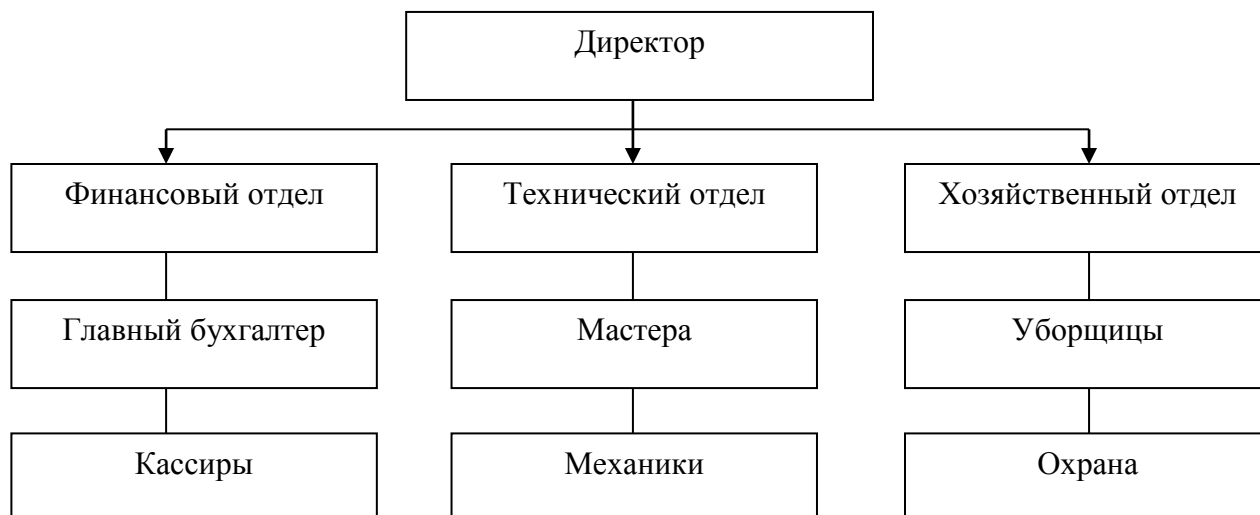 Директор
Финансовый отдел
Технический отдел
Хозяйственный отдел
Главный бухгалтер
Мастера
Уборщицы
Кассиры
Механики
Охрана